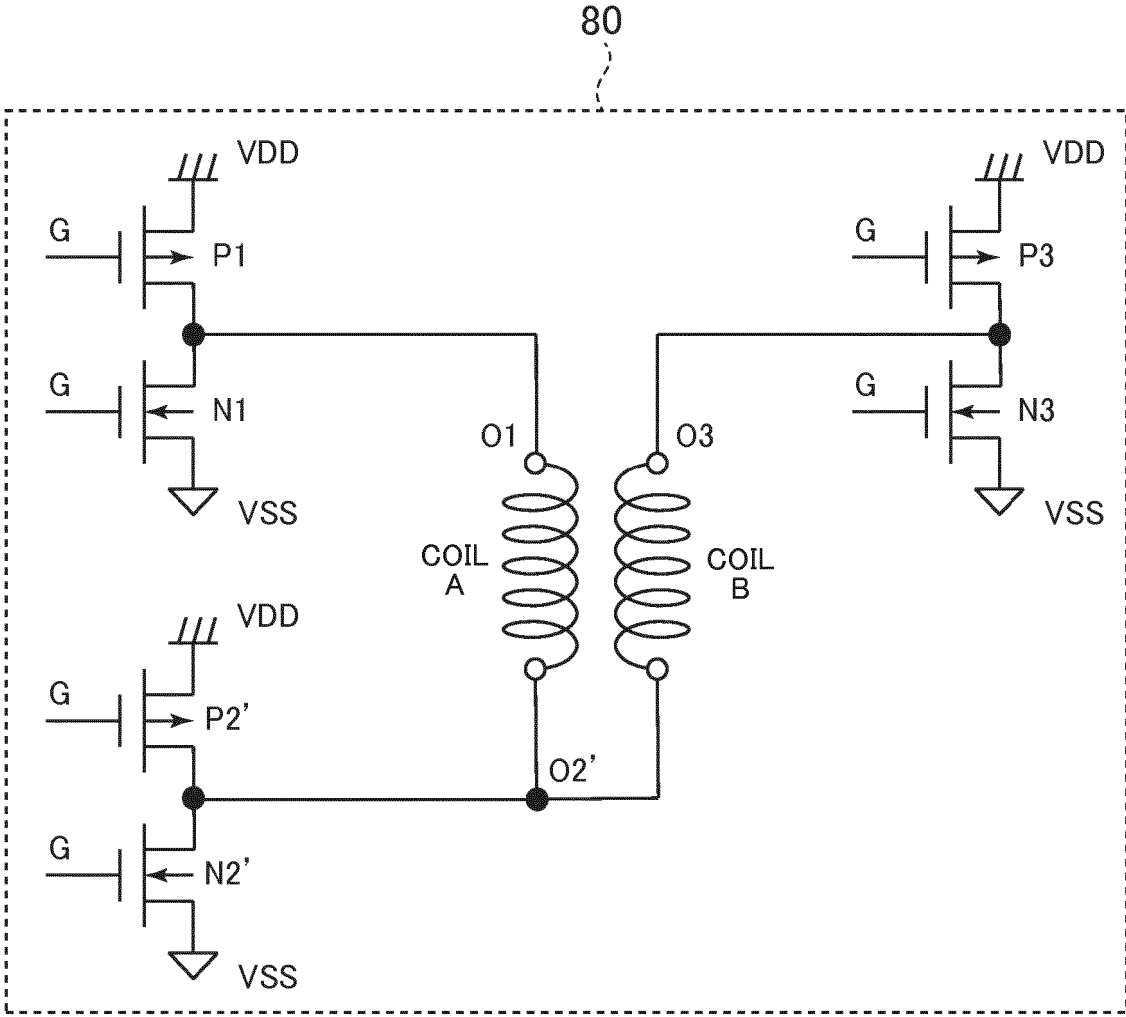 80
VDD
VDD
G
P1
G
P3
G
N1
G
N3
O1
O3
VSS
VSS
COIL
A
COIL
B
VDD
G
P2'
O2'
G
N2'
VSS